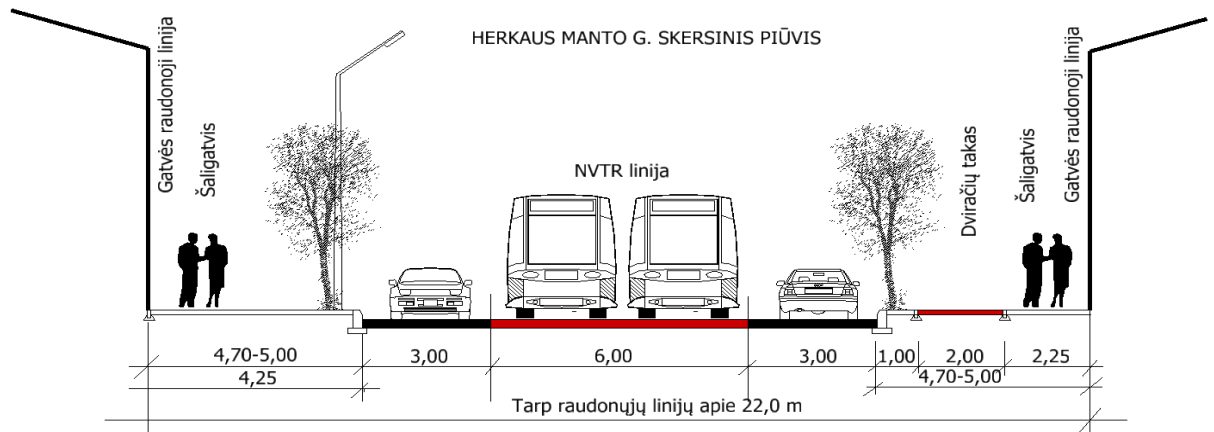 HERKAUS MANTO G. SKERSINIS PIŪVIS
Gatvės raudonoji linija
Šaligatvis
NVTR linija
Dviračių takas
Šaligatvis
Gatvės raudonoji linija
4,70-5,00
3,00
6,00
3,00
1,00
2,00
2,25
4,25
4,70-5,00
Tarp raudonųjų linijų apie 22,0 m